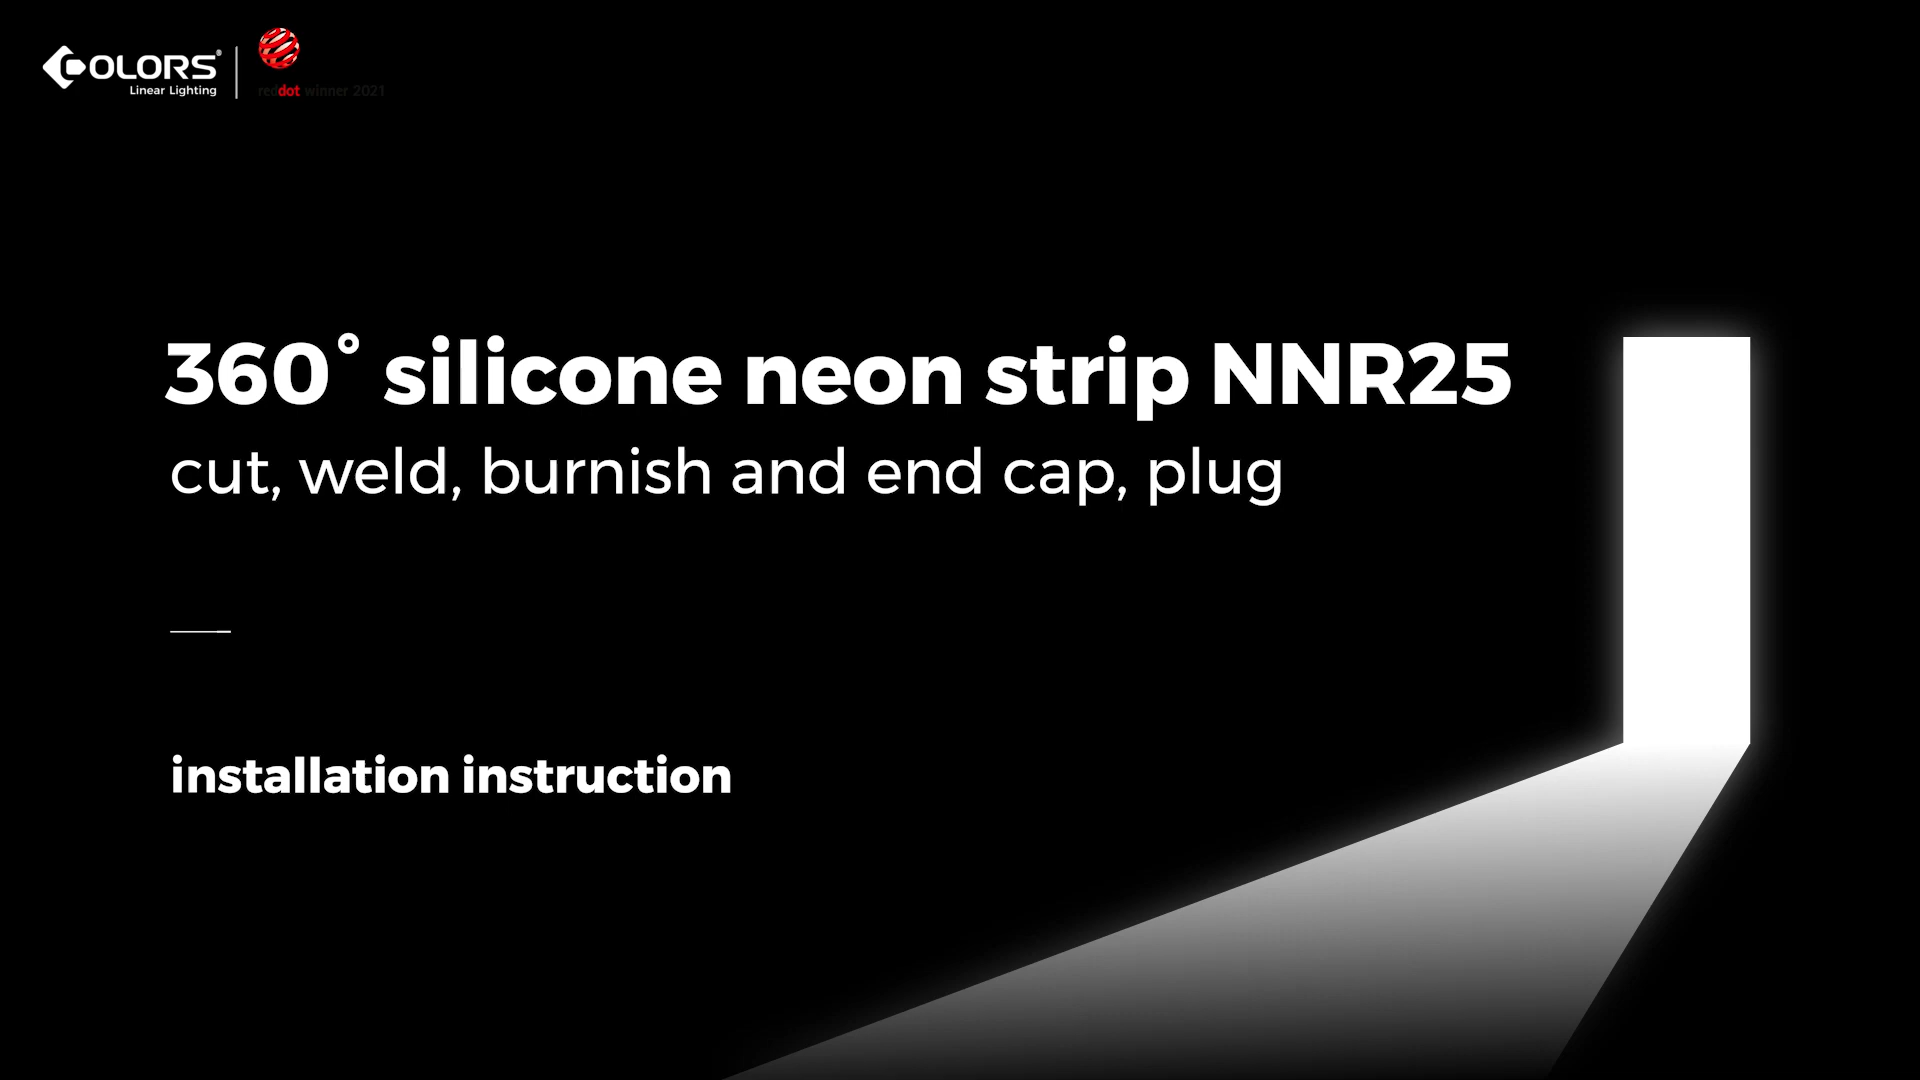 COLORS®
Linear Lighting
reddot winner 2021
360° silicone neon strip NNR25
cut, weld, burnish and end cap, plug
installation instruction